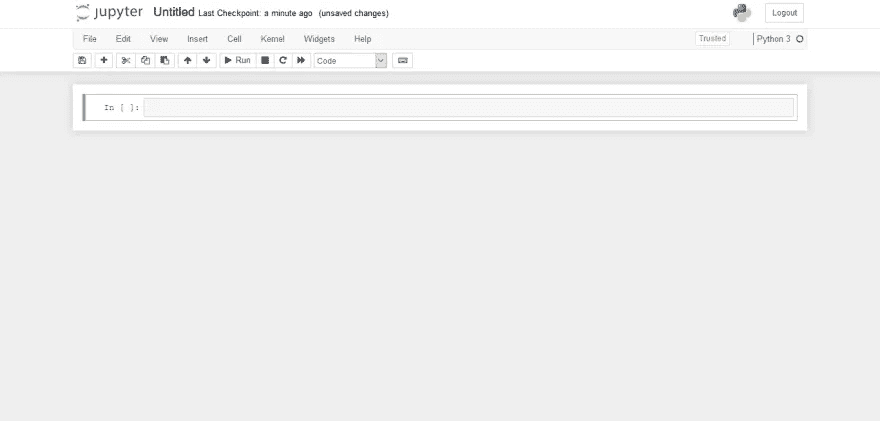 jupyter Untitled Last Checkpoint: a minute ago (unsaved changes) Logout
File Edit View Insert Cell Kernel Widgets Help Trusted Python 3
Run Code
In [ ]: